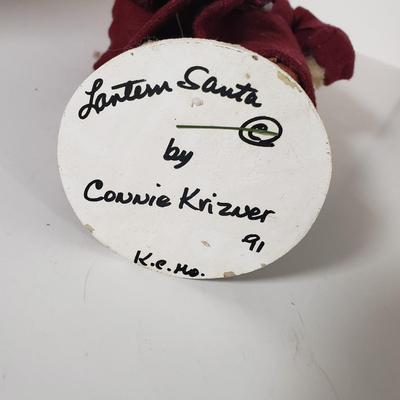 Lantern Santa
©
by
Connie Krizner
91
K.C. Mo.